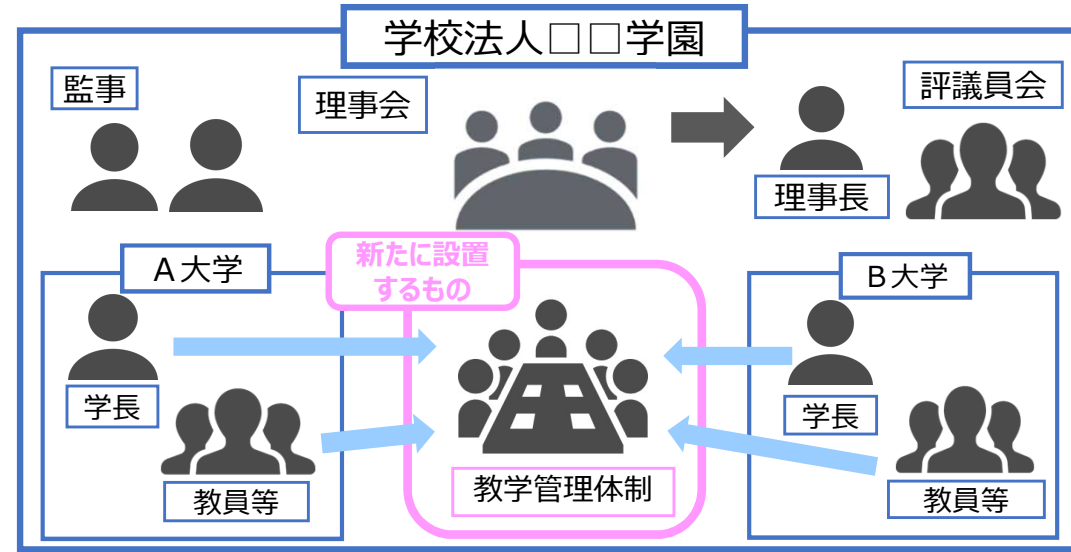 学校法人□□学園
監事
理事会
評議員会
理事長
新たに設置
するもの
A大学
B大学
学長
学長
教員等
教学管理体制
教員等